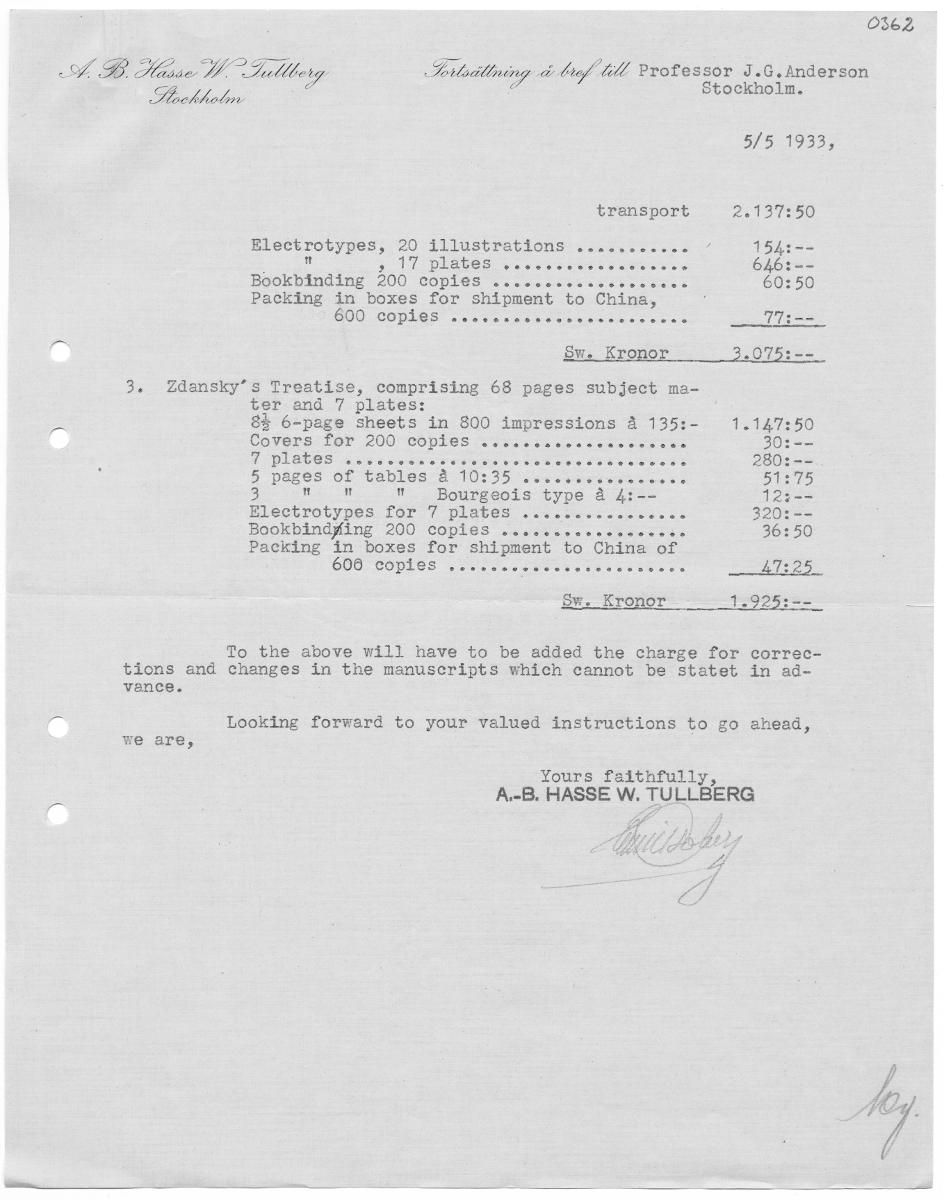 0362
A. B. Hasse W. Tullberg
Stockholm
Fortsättning å bref till Professor J.G.Anderson
Stockholm.
5/5 1933,
transport 2.137:50
Electrotypes, 20 illustrations ........... 154:--
" , 17 plates .................. 646:--
Bookbinding 200 copies ................... 60:50
Packing in boxes for shipment to China,
600 copies ........................ 77:--
Sw. Kronor 3.075:--
3. Zdansky's Treatise, comprising 68 pages subject ma-
ter and 7 plates:
8½ 6-page sheets in 800 impressions à 135:- 1.147:50
Covers for 200 copies .................... 30:--
7 plates .................................. 280:--
5 pages of tables à 10:35 ................ 51:75
3 " " " Bourgeois type à 4:-- 12:--
Electrotypes for 7 plates ................ 320:--
Bookbinding 200 copies ................... 36:50
Packing in boxes for shipment to China of
600 copies ........................ 47:25
Sw. Kronor 1.925:--
To the above will have to be added the charge for correc-
tions and changes in the manuscripts which cannot be statet in ad-
vance.
Looking forward to your valued instructions to go ahead,
we are,
Yours faithfully,
A.-B. HASSE W. TULLBERG